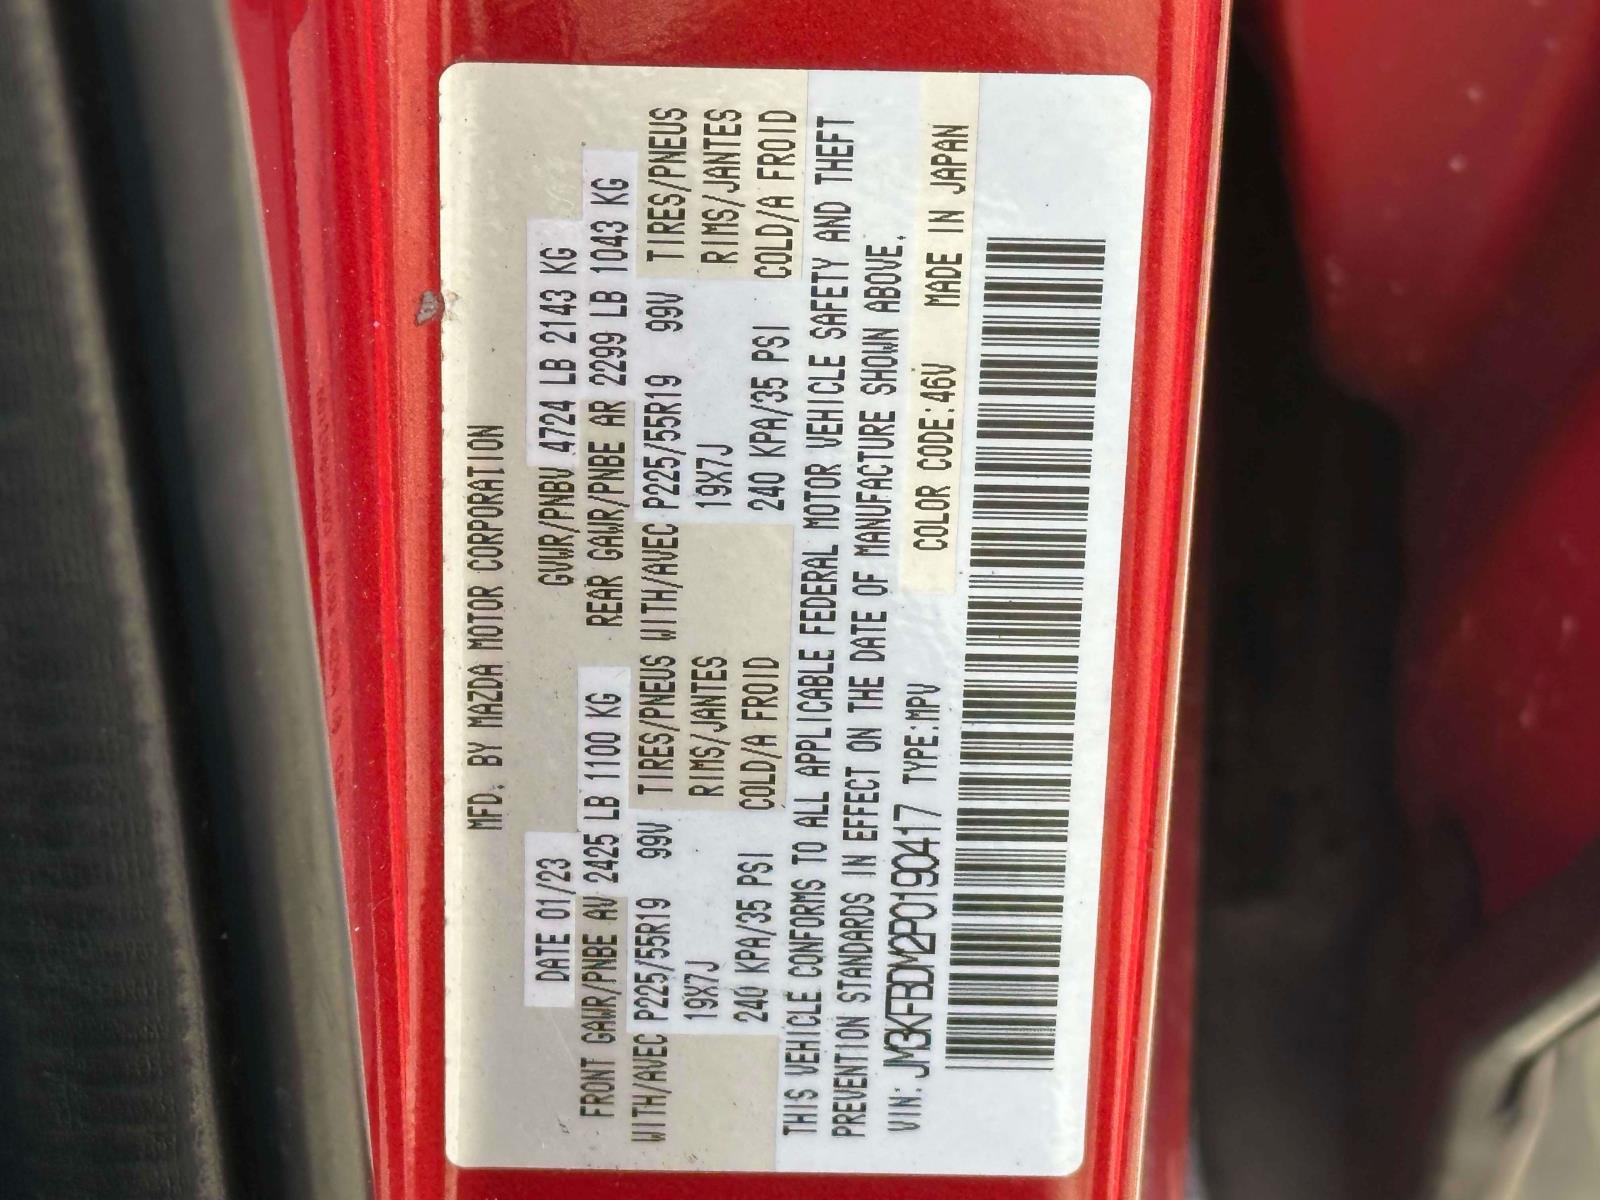 MFD. BY MAZDA MOTOR CORPORATION
DATE 01/23 GVWR/PNBV 4724 LB 2143 KG
FRONT GAWR/PNBE AV 2425 LB 1100 KG REAR GAWR/PNBE AR 2299 LB 1043 KG
WITH/AVEC P225/55R19 99V TIRES/PNEUS WITH/AVEC P225/55R19 99V TIRES/PNEUS
19X7J RIMS/JANTES 19X7J RIMS/JANTES
240 KPA/35 PSI COLD/A FROID 240 KPA/35 PSI COLD/A FROID
THIS VEHICLE CONFORMS TO ALL APPLICABLE FEDERAL MOTOR VEHICLE SAFETY AND THEFT
PREVENTION STANDARDS IN EFFECT ON THE DATE OF MANUFACTURE SHOWN ABOVE.
VIN: JM3KFBDM2P0190417 TYPE:MPV COLOR CODE:46V MADE IN JAPAN